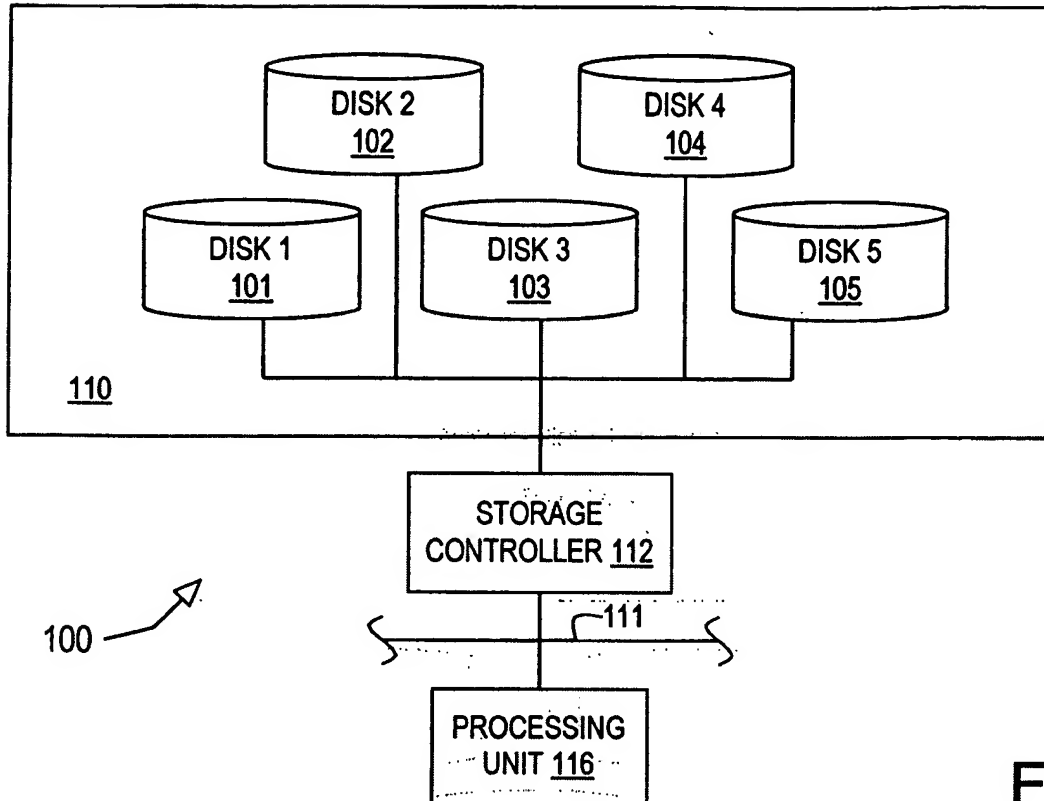 DISK 2
102
DISK 4
104
DISK 1
101
DISK 3
103
DISK 5
105
110
STORAGE
CONTROLLER 112
111
100
PROCESSING
UNIT 116